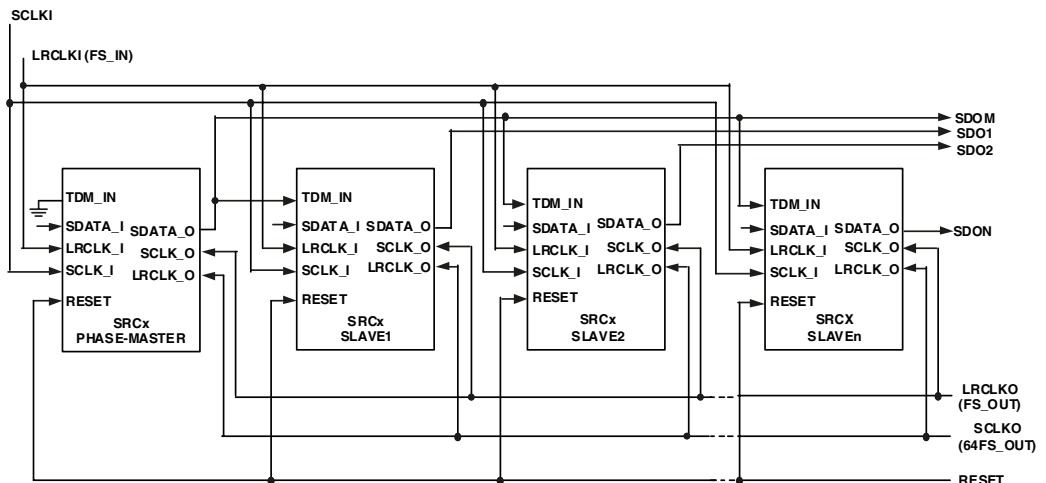 SCLKI
LRCLKI (FS_IN)
SDOM
SDO1
SDO2
TDM_IN
SDATA_I
SDATA_O
LRCLK_I
SCLK_O
SCLK_I
LRCLK_O
RESET
SRCx
PHASE-MASTER
TDM_IN
SDATA_I
SDATA_O
LRCLK_I
SCLK_O
SCLK_I
LRCLK_O
RESET
SRCx
SLAVE1
TDM_IN
SDATA_I
SDATA_O
LRCLK_I
SCLK_O
SCLK_I
LRCLK_O
RESET
SRCx
SLAVE2
TDM_IN
SDATA_I
SDATA_O
LRCLK_I
SCLK_O
SCLK_I
LRCLK_O
RESET
SRCX
SLAVEn
SDON
LRCLKO
(FS_OUT)
SCLKO
(64FS_OUT)
RESET